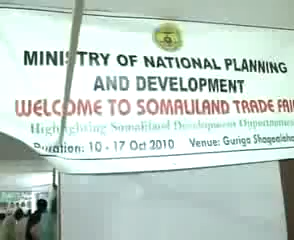 MINISTRY OF NATIONAL PLANNING
AND DEVELOPMENT
WELCOME TO SOMALILAND TRADE FAI
Highlighting Somaliland Development Opportunities
Duration: 10 - 17 Oct 2010 Venue: Guriga Shaqaalaha